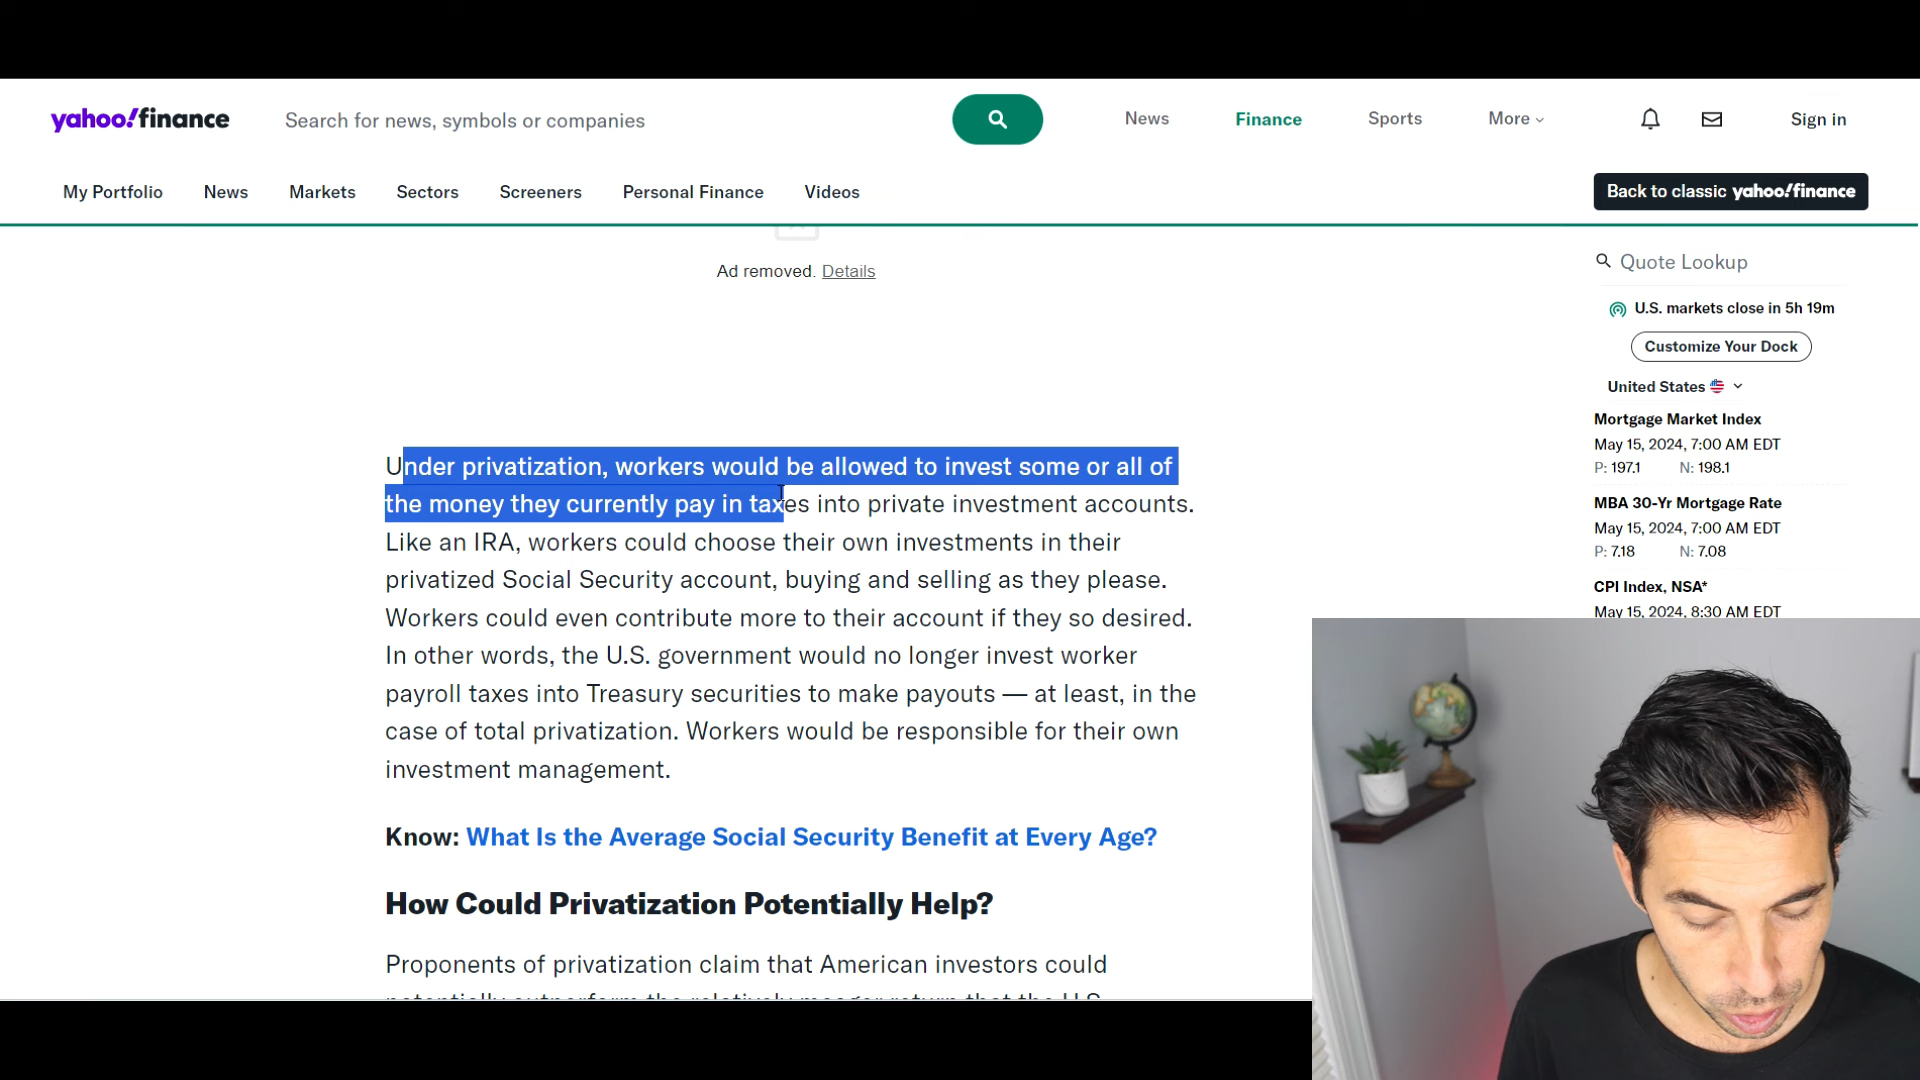 yahoo!finance
Search for news, symbols or companies
News
Finance
Sports
More
Sign in
My Portfolio
News
Markets
Sectors
Screeners
Personal Finance
Videos
Back to classic yahoo!finance
Ad removed. Details
Under privatization, workers would be allowed to invest some or all of
the money they currently pay in taxes into private investment accounts.
Like an IRA, workers could choose their own investments in their
privatized Social Security account, buying and selling as they please.
Workers could even contribute more to their account if they so desired.
In other words, the U.S. government would no longer invest worker
payroll taxes into Treasury securities to make payouts — at least, in the
case of total privatization. Workers would be responsible for their own
investment management.
Know: What Is the Average Social Security Benefit at Every Age?
How Could Privatization Potentially Help?
Proponents of privatization claim that American investors could
potentially outperform the relatively meager return that the U.S.
Quote Lookup
U.S. markets close in 5h 19m
Customize Your Dock
United States
Mortgage Market Index
May 15, 2024, 7:00 AM EDT
P: 197.1 N: 198.1
MBA 30-Yr Mortgage Rate
May 15, 2024, 7:00 AM EDT
P: 7.18 N: 7.08
CPI Index, NSA*
May 15, 2024, 8:30 AM EDT